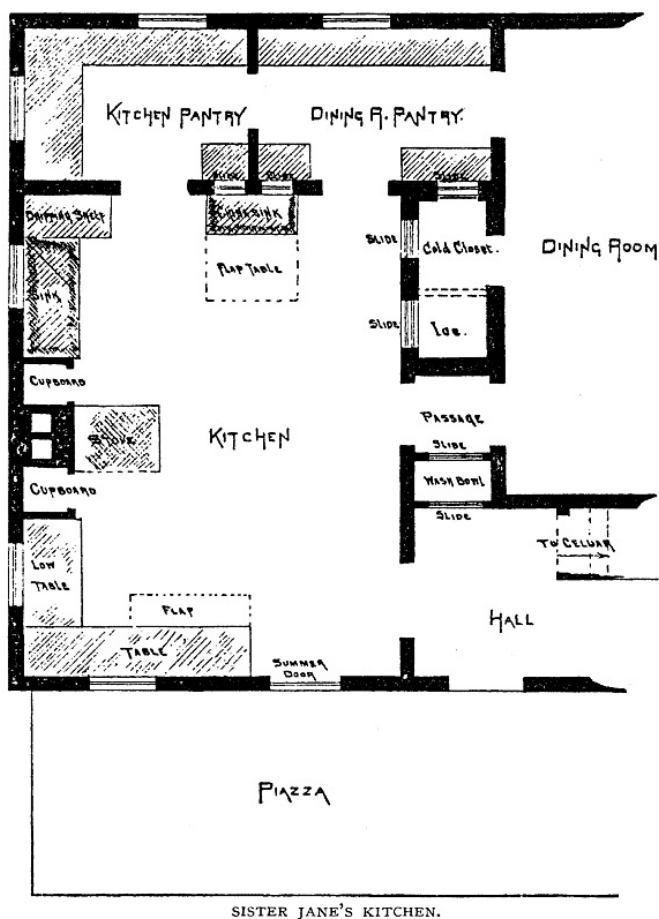 KITCHEN PANTRY
DINING R. PANTRY.
SLIDE
SLIDE
SLIDE
DRIPPING SHELF
CHINA SINK
SLIDE
COLD CLOSET.
DINING ROOM
FLAP TABLE
SINK
SLIDE
ICE.
CUPBOARD
STOVE
KITCHEN
PASSAGE
SLIDE
CUPBOARD
WASH BOWL
SLIDE
TO CELLAR
LOW
TABLE
FLAP
HALL
TABLE
SUMMER
DOOR
PIAZZA
SISTER JANE'S KITCHEN.